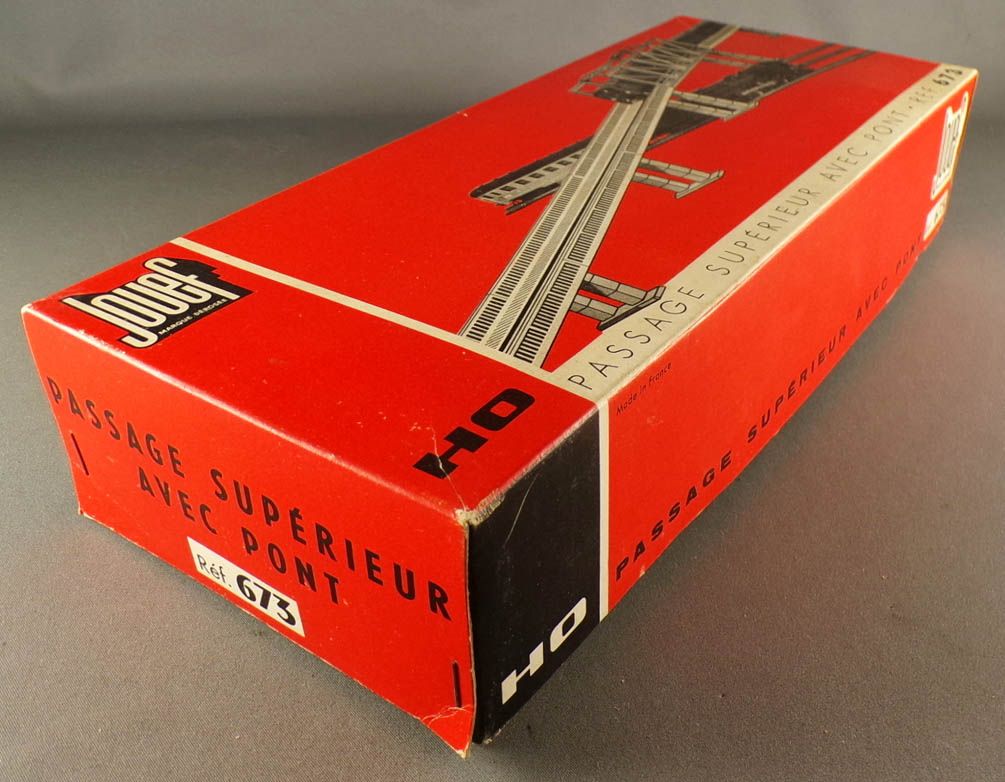 Jouef
MARQUE DÉPOSÉE
HO
PASSAGE SUPÉRIEUR AVEC PONT - RÉF. 673
PASSAGE SUPÉRIEUR
AVEC PONT
Réf. 673
HO
Made in France
PASSAGE SUPÉRIEUR AVEC PONT
Jouef